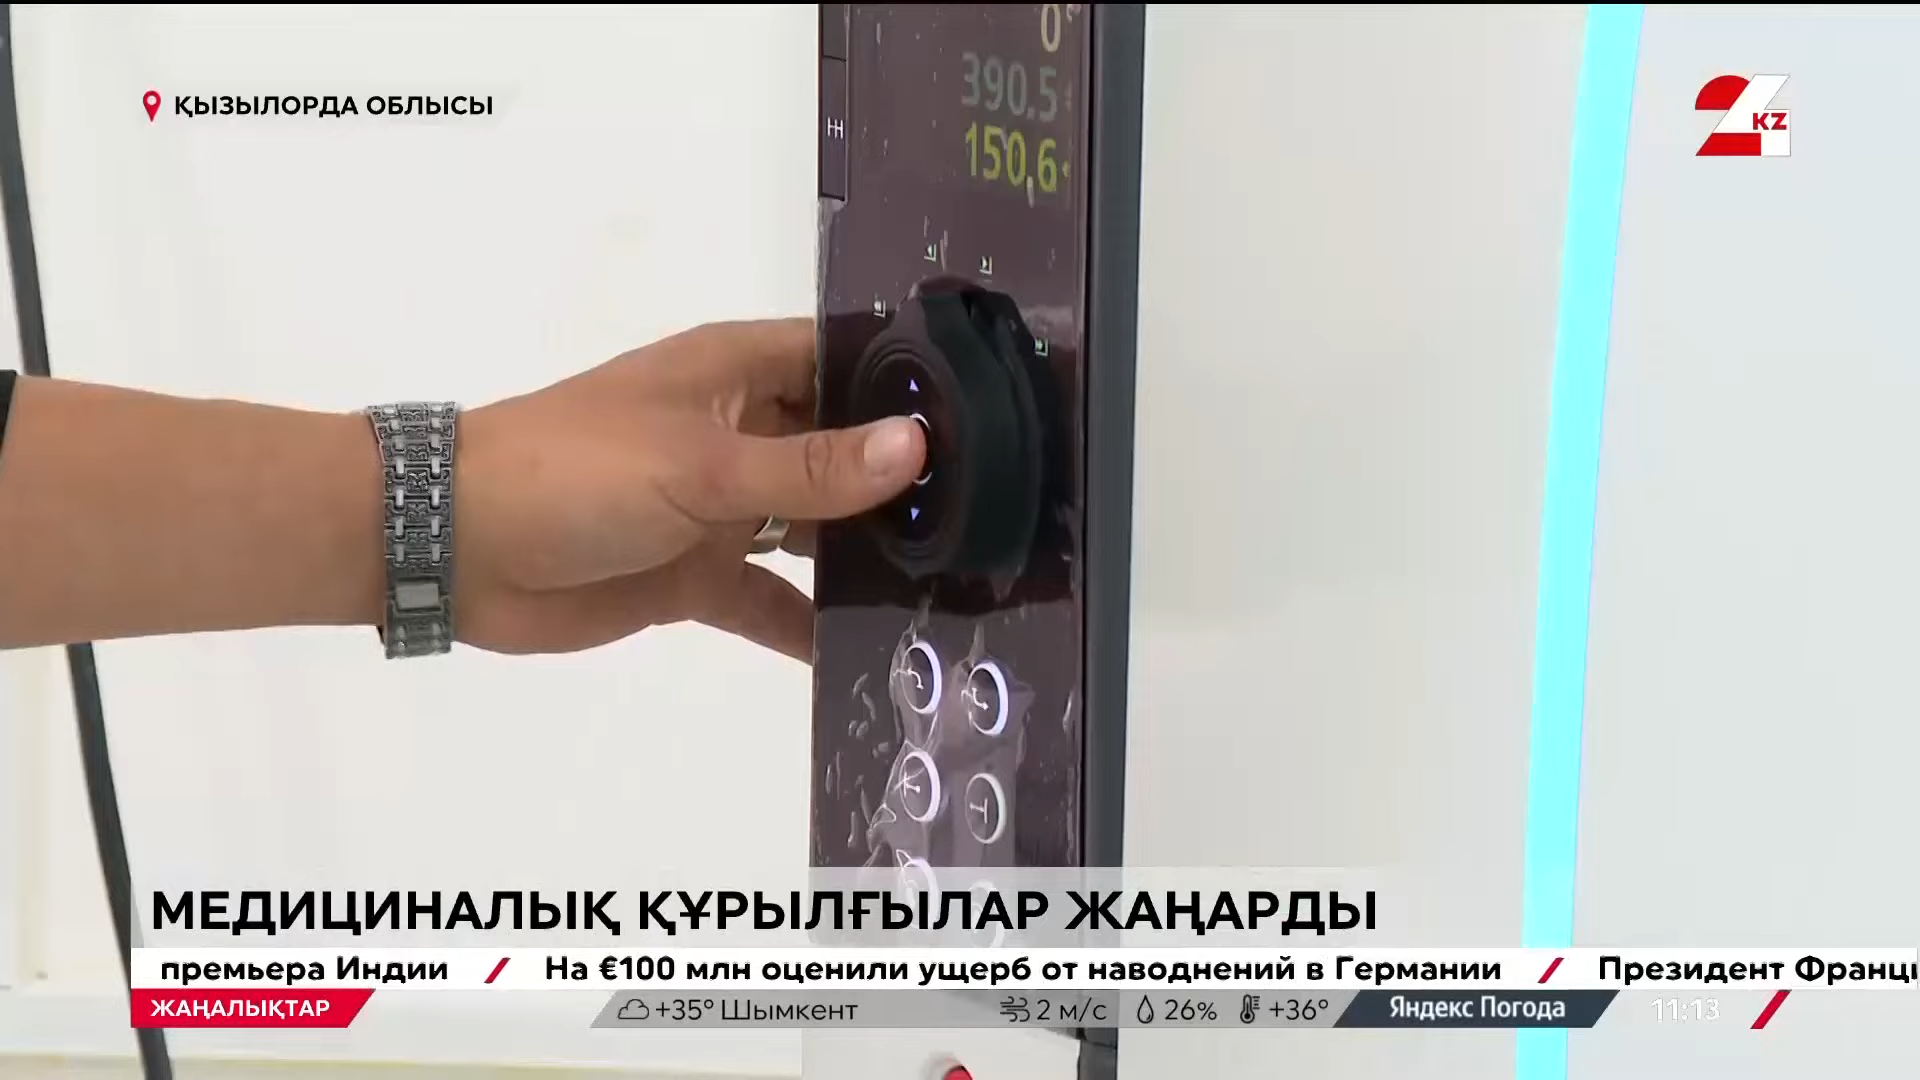 0°
390.5
150.6
ҚЫЗЫЛОРДА ОБЛЫСЫ
24 KZ
МЕДИЦИНАЛЫҚ ҚҰРЫЛҒЫЛАР ЖАҢАРДЫ
премьера Индии / На €100 млн оценили ущерб от наводнений в Германии / Президент Франц
ЖАҢАЛЫҚТАР
+35° Шымкент 2 м/с 26% +36° Яндекс Погода 11:13